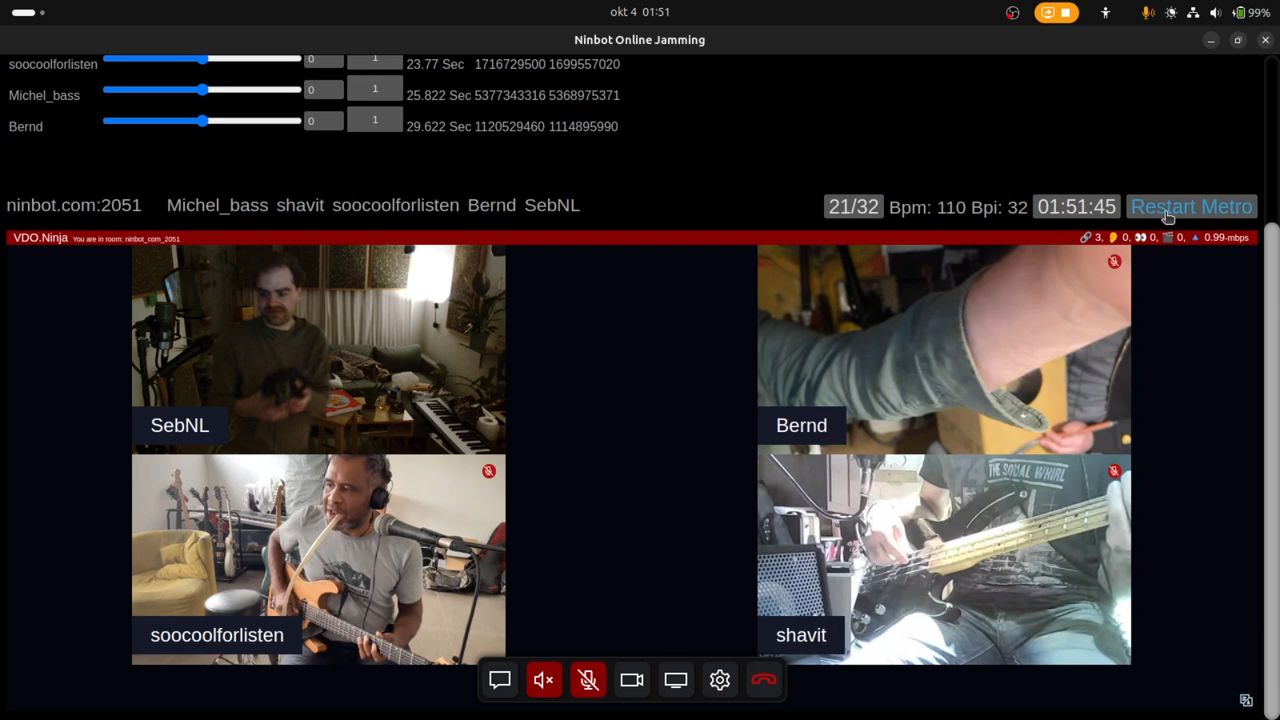 okt 4 01:51
99%
Ninbot Online Jamming
soocoolforlisten 0 1 23.77 Sec 1716729500 1699557020
Michel_bass 0 1 25.822 Sec 5377343316 5368975371
Bernd 0 1 29.622 Sec 1120529460 1114895990
ninbot.com:2051 Michel_bass shavit soocoolforlisten Bernd SebNL 21/32 Bpm: 110 Bpi: 32 01:51:45 Restart Metro
VDO.Ninja You are in room: ninbot_com_2051 3, 0, 0, 0, 0.99-mbps
SebNL
Bernd
THE SOCIAL WHIRL
soocoolforlisten
shavit